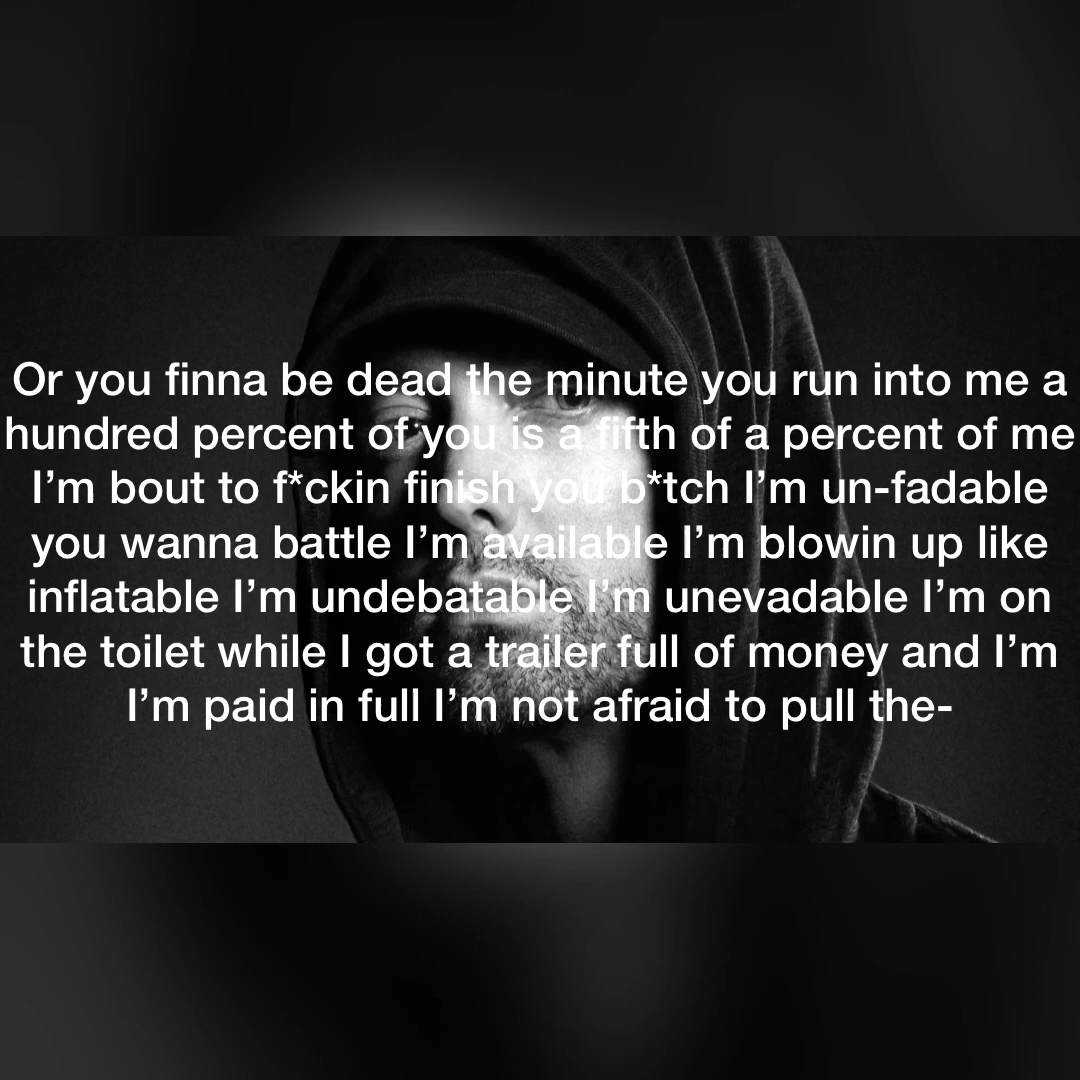 Or you finna be dead the minute you run into me a
hundred percent of you is a fifth of a percent of me
I’m bout to f*ckin finish you b*tch I’m un-fadable
you wanna battle I’m available I’m blowin up like
inflatable I’m undebatable I’m unevadable I’m on
the toilet while I got a trailer full of money and I’m
I’m paid in full I’m not afraid to pull the-